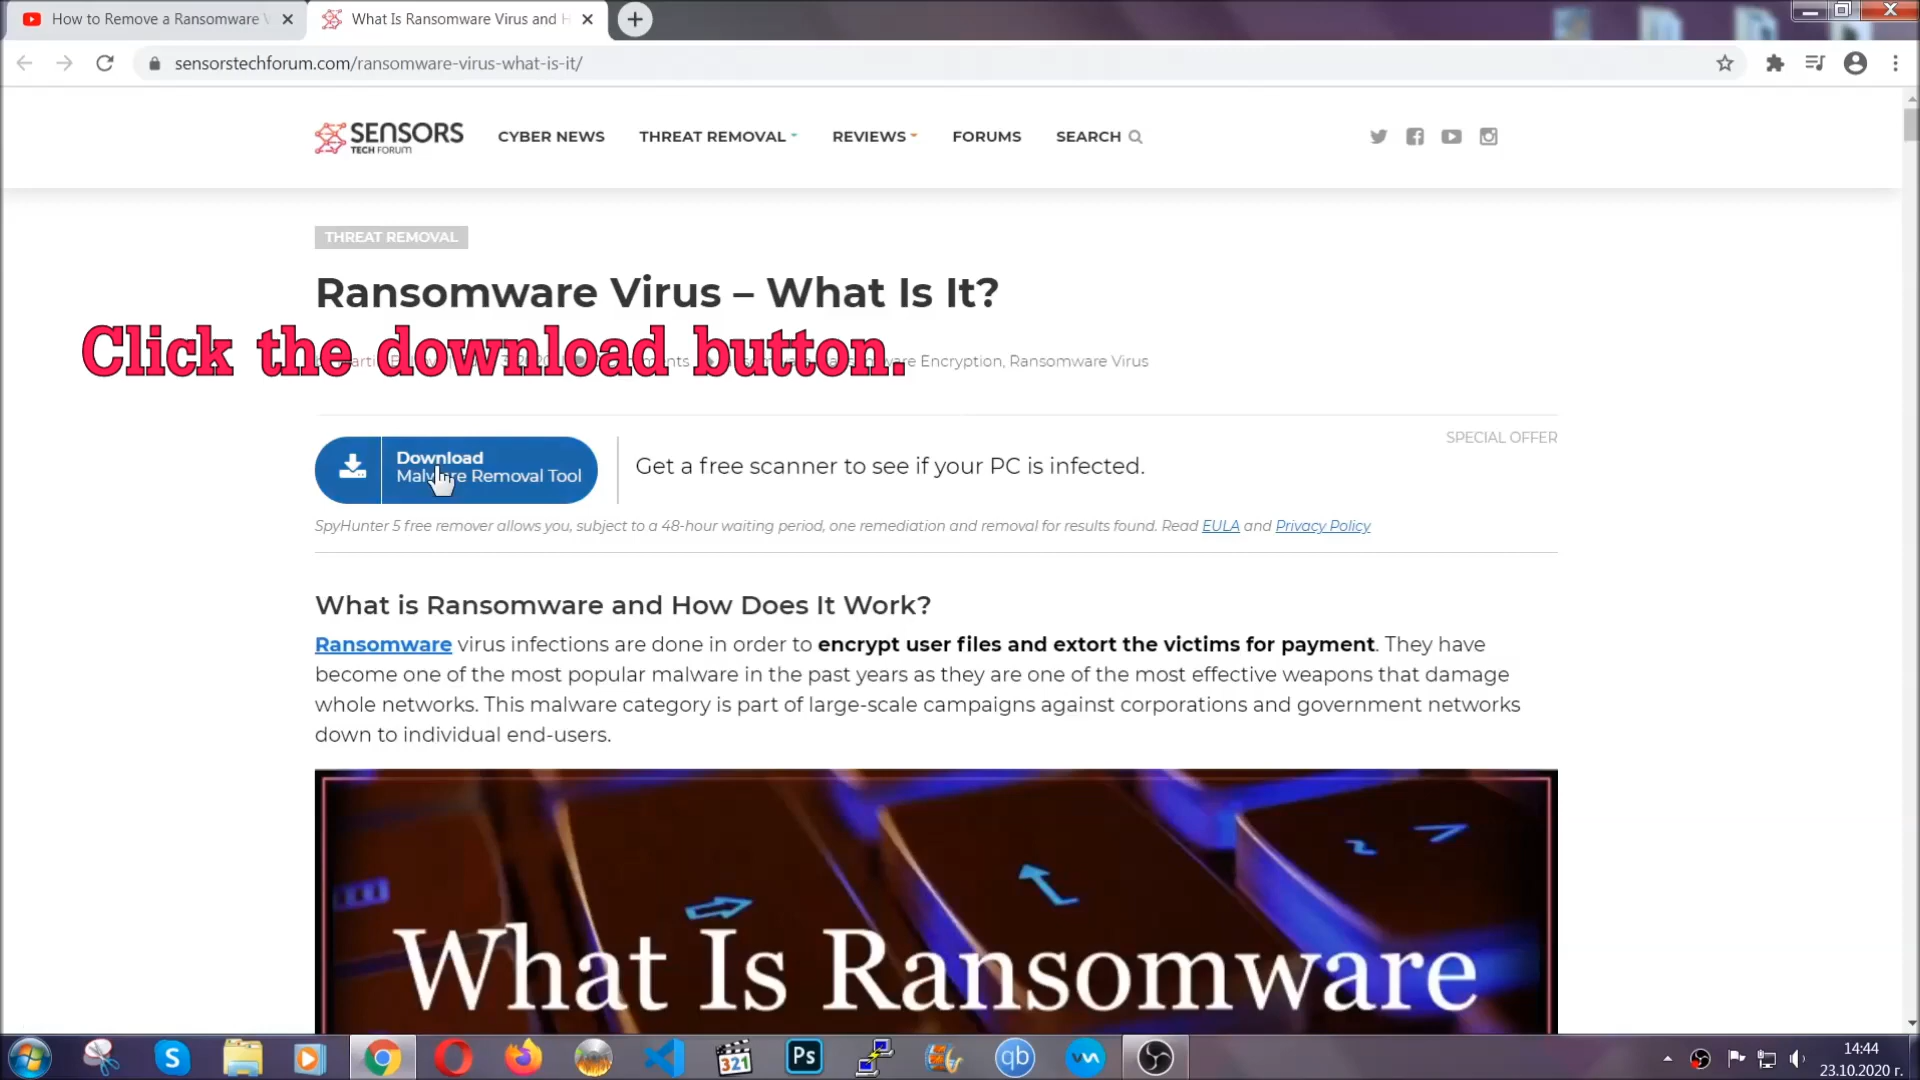 How to Remove a Ransomware V
What Is Ransomware Virus and H
sensorstechforum.com/ransomware-virus-what-is-it/
SENSORS
TECH FORUM
CYBER NEWS
THREAT REMOVAL
REVIEWS
FORUMS
SEARCH
THREAT REMOVAL
Ransomware Virus – What Is It?
Click the download button.
Encryption, Ransomware Virus
SPECIAL OFFER
Download
Malware Removal Tool
Get a free scanner to see if your PC is infected.
SpyHunter 5 free remover allows you, subject to a 48-hour waiting period, one remediation and removal for results found. Read EULA and Privacy Policy
What is Ransomware and How Does It Work?
Ransomware virus infections are done in order to encrypt user files and extort the victims for payment. They have
become one of the most popular malware in the past years as they are one of the most effective weapons that damage
whole networks. This malware category is part of large-scale campaigns against corporations and government networks
down to individual end-users.
What Is Ransomware
321
Ps
qb
14:44
23.10.2020 г.